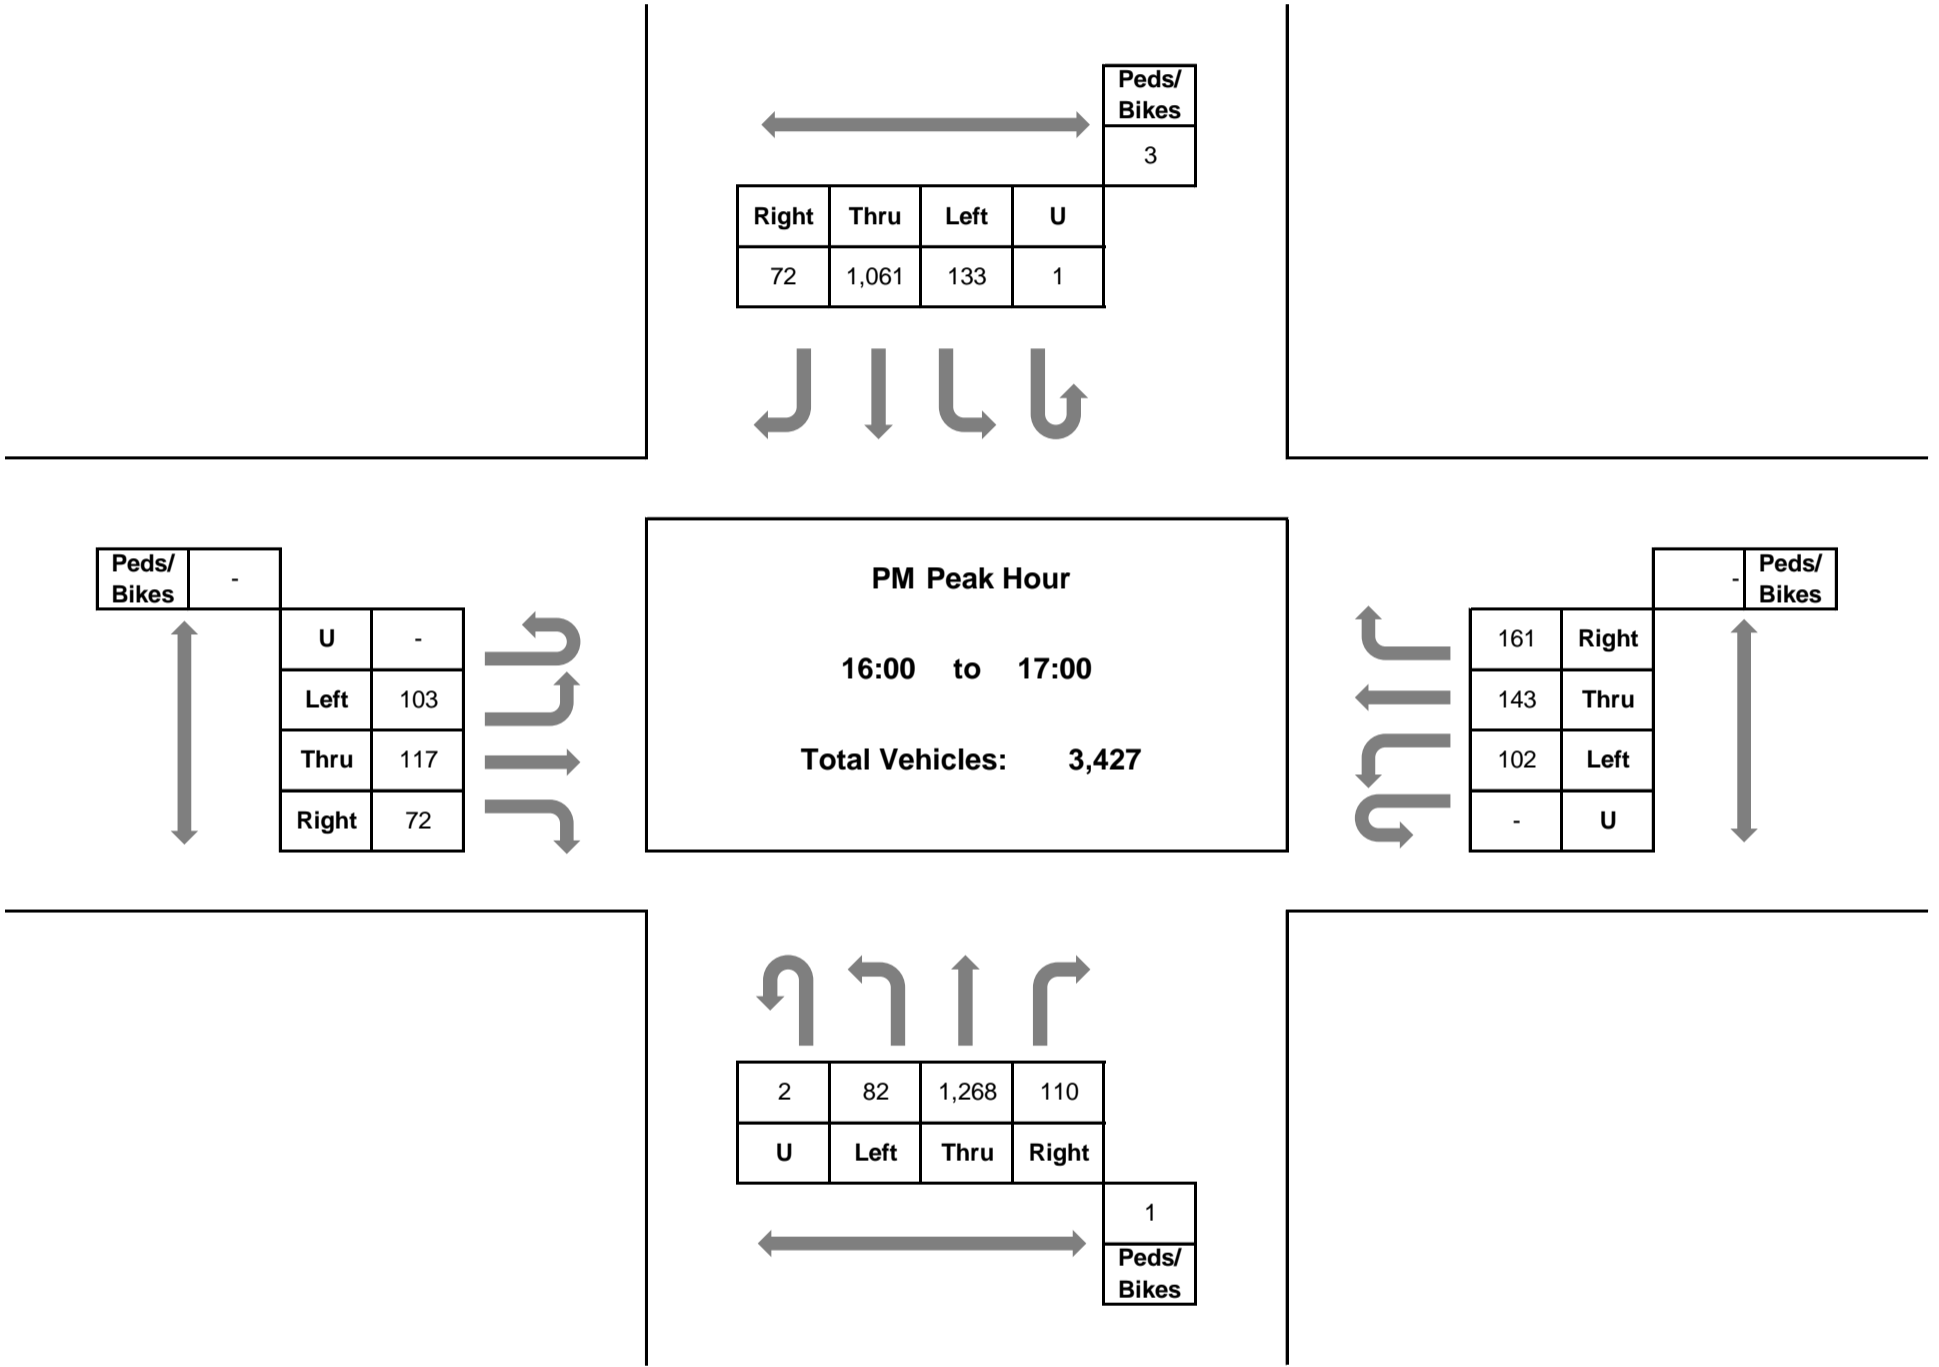 Peds/
Bikes
3
Right Thru Left U
72 1,061 133 1
Peds/
Bikes
-
U -
Left 103
Thru 117
Right 72
PM Peak Hour
16:00 to 17:00
Total Vehicles: 3,427
-
Peds/
Bikes
161 Right
143 Thru
102 Left
- U
2 82 1,268 110
U Left Thru Right
1
Peds/
Bikes